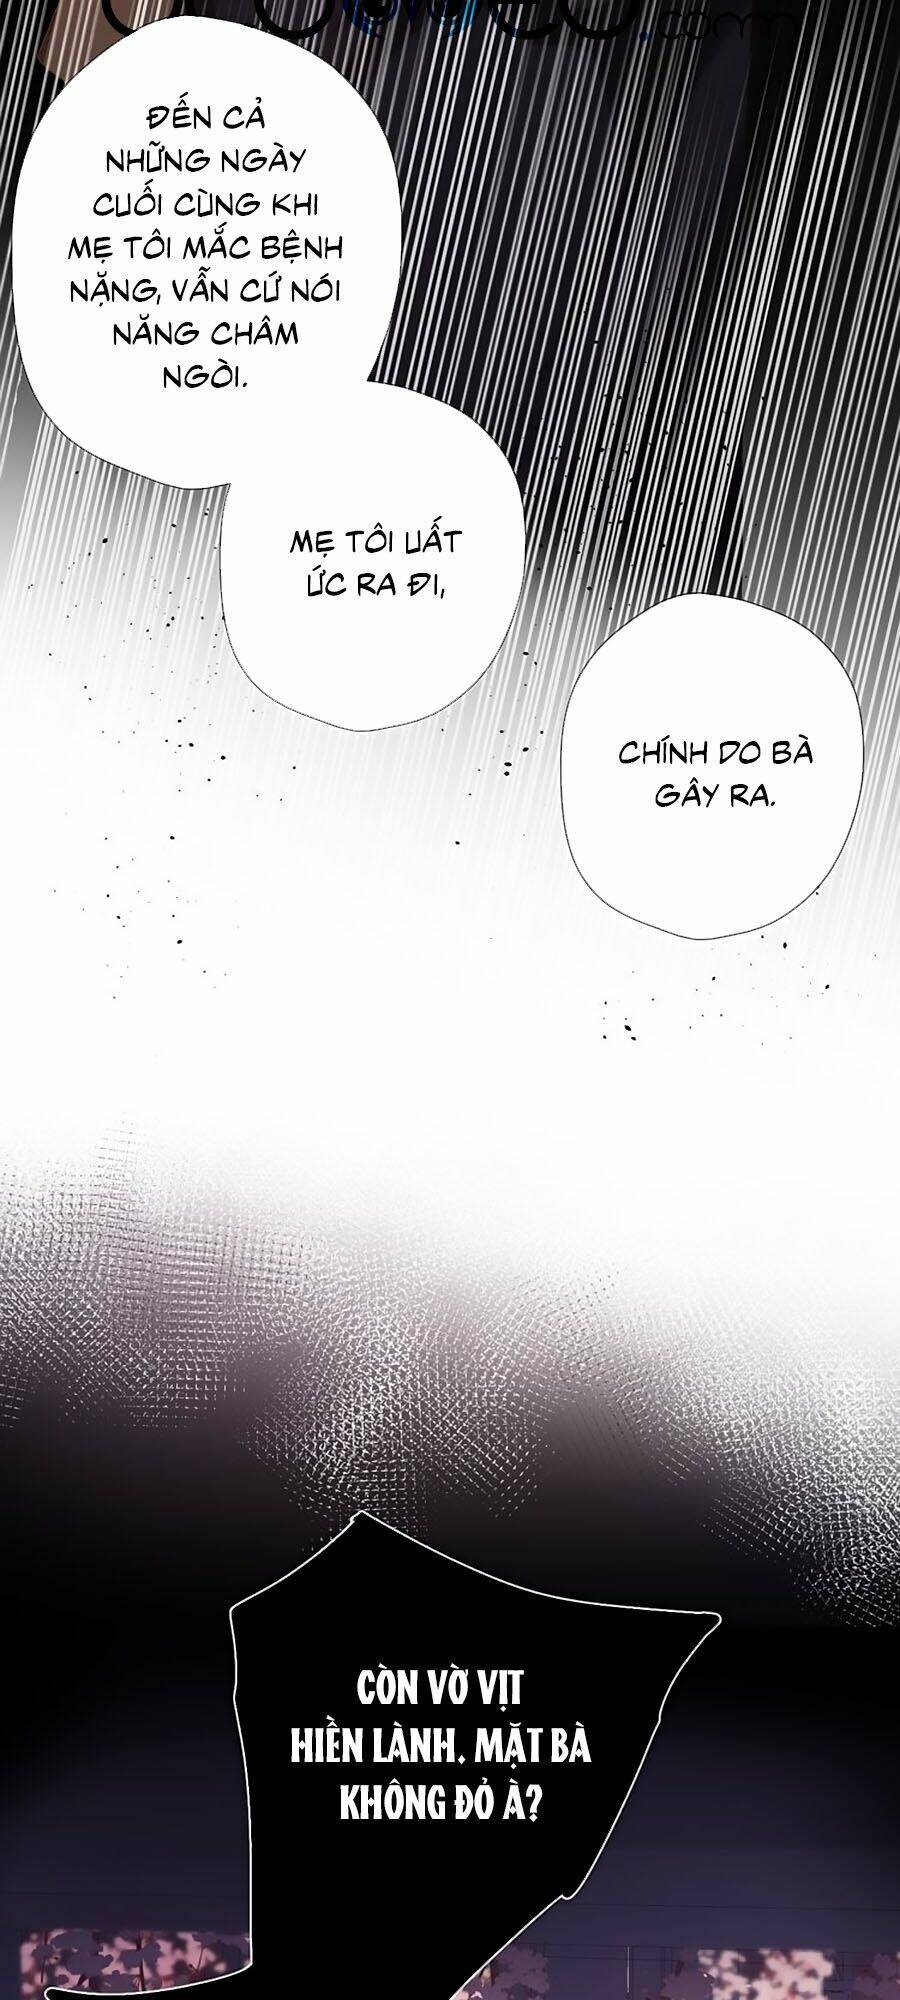 ĐẾN CẢ
NHỮNG NGÀY
CUỐI CÙNG KHI
MẸ TÔI MẮC BỆNH
NẶNG, VẪN CỨ NÓI
NĂNG CHÂM
NGÒI.
MẸ TÔI UẤT
ỨC RA ĐI,
CHÍNH DO BÀ
GÂY RA.
CÒN VỜ VỊT
HIỀN LÀNH. MẶT BÀ
KHÔNG ĐỎ À?